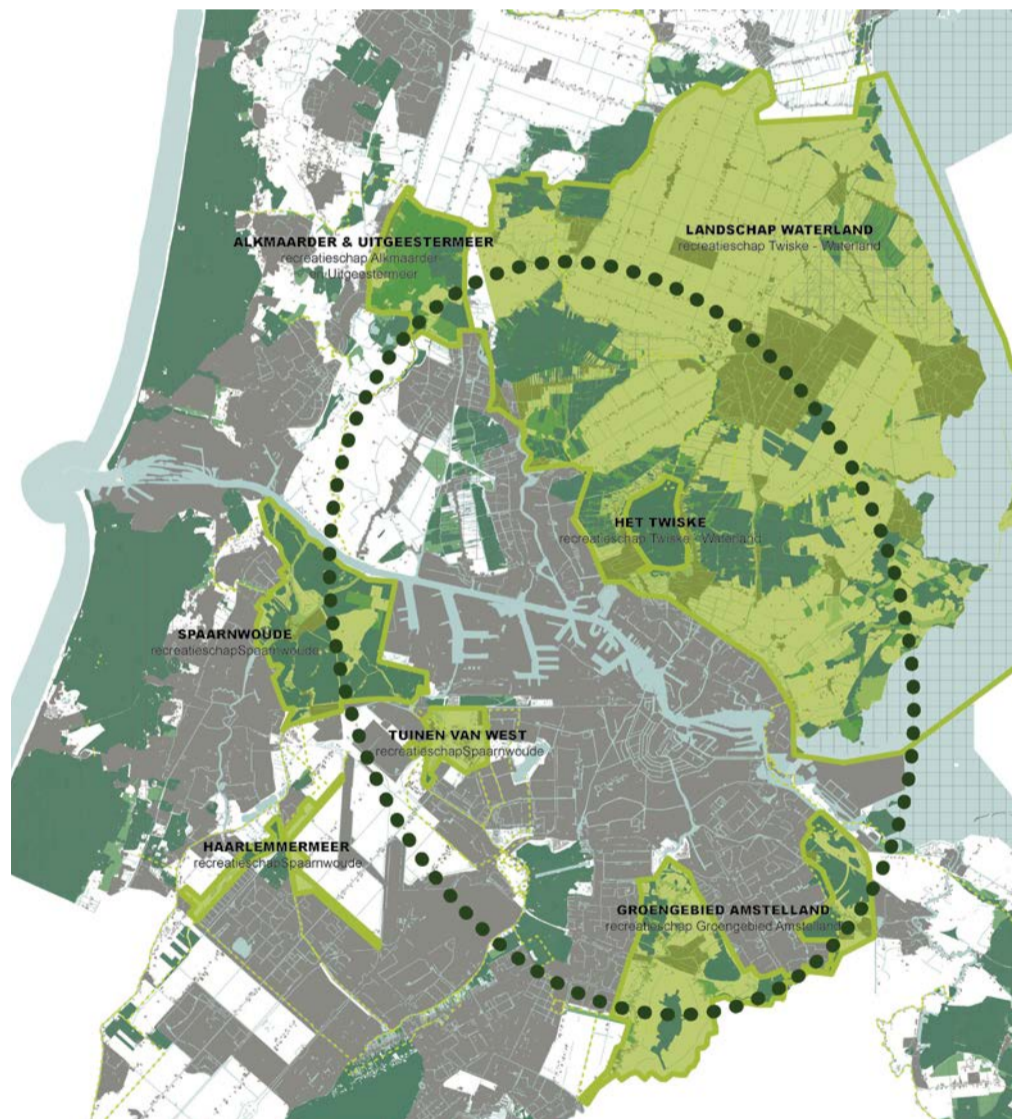 LANDSCHAP WATERLAND
recreatieschap Twiske - Waterland
ALKMAARDER & UITGEESTERMEER
recreatieschap Alkmaarder
en Uitgeestermeer
HET TWISKE
recreatieschap Twiske - Waterland
SPAARNWOUDE
recreatieschapSpaarnwoude
TUINEN VAN WEST
recreatieschapSpaarnwoude
HAARLEMMERMEER
recreatieschapSpaarnwoude
GROENGEBIED AMSTELLAND
recreatieschap Groengebied Amstelland